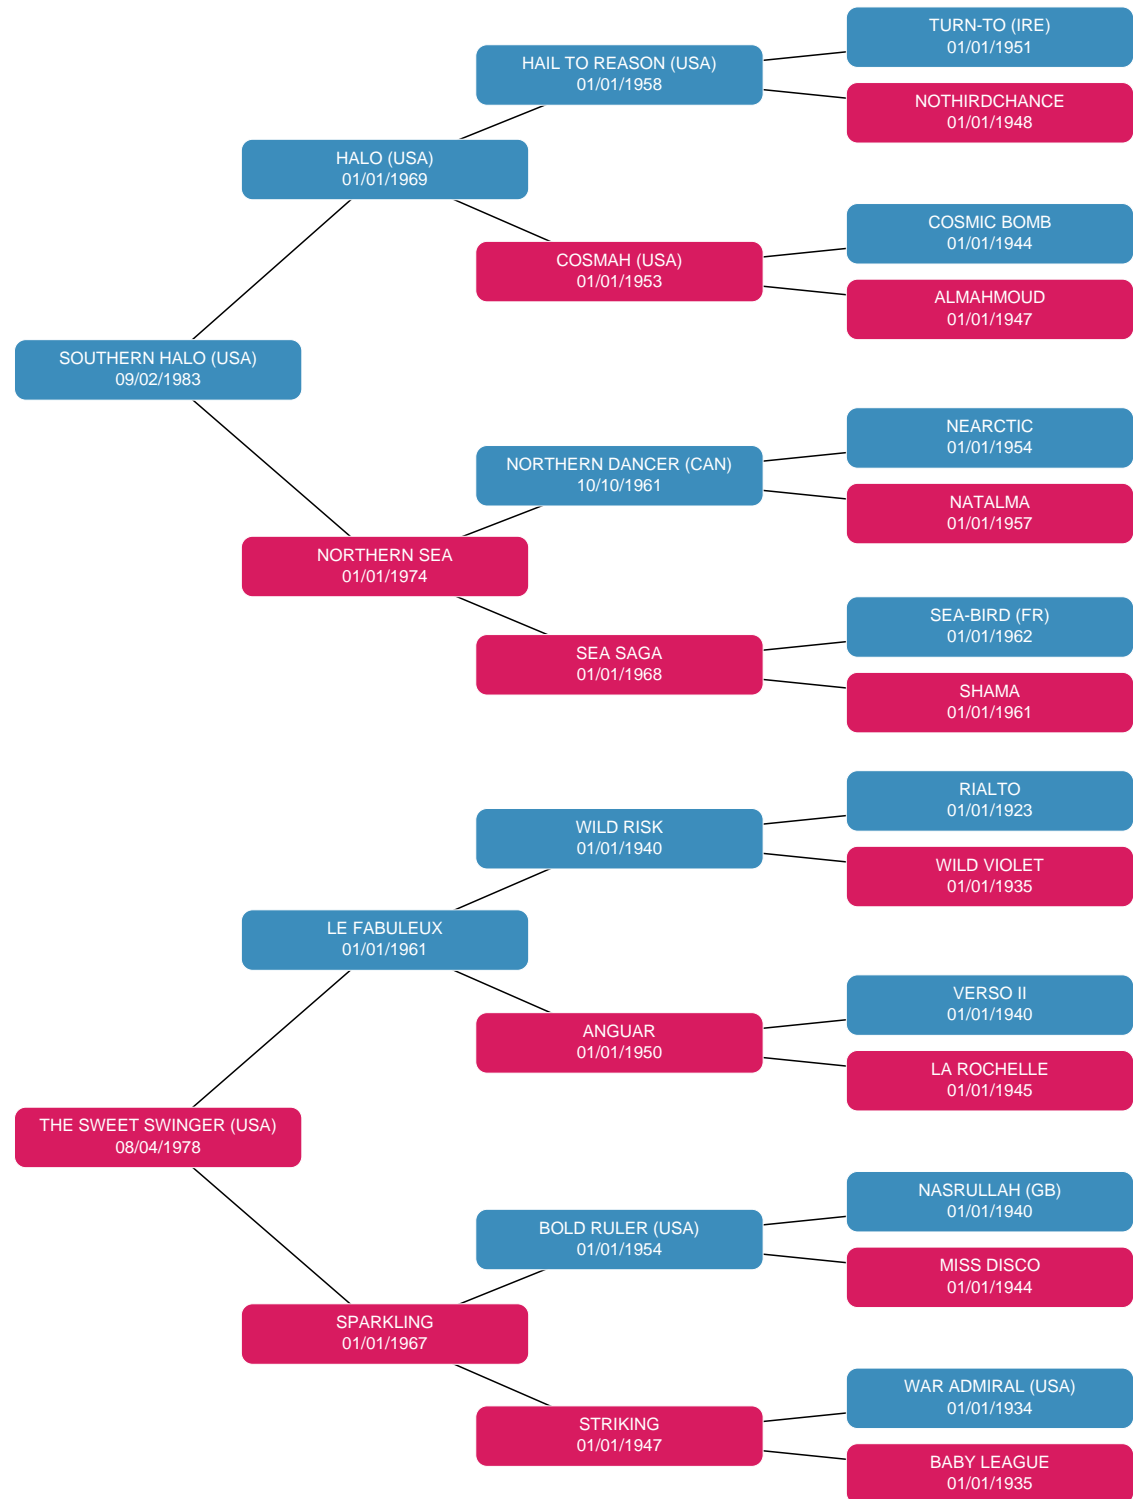 TURN-TO (IRE)
01/01/1951
HAIL TO REASON (USA)
01/01/1958
NOTHIRDCHANCE
01/01/1948
HALO (USA)
01/01/1969
COSMIC BOMB
01/01/1944
COSMAH (USA)
01/01/1953
ALMAHMOUD
01/01/1947
SOUTHERN HALO (USA)
09/02/1983
NEARCTIC
01/01/1954
NORTHERN DANCER (CAN)
10/10/1961
NATALMA
01/01/1957
NORTHERN SEA
01/01/1974
SEA-BIRD (FR)
01/01/1962
SEA SAGA
01/01/1968
SHAMA
01/01/1961
RIALTO
01/01/1923
WILD RISK
01/01/1940
WILD VIOLET
01/01/1935
LE FABULEUX
01/01/1961
VERSO II
01/01/1940
ANGUAR
01/01/1950
LA ROCHELLE
01/01/1945
THE SWEET SWINGER (USA)
08/04/1978
NASRULLAH (GB)
01/01/1940
BOLD RULER (USA)
01/01/1954
MISS DISCO
01/01/1944
SPARKLING
01/01/1967
WAR ADMIRAL (USA)
01/01/1934
STRIKING
01/01/1947
BABY LEAGUE
01/01/1935